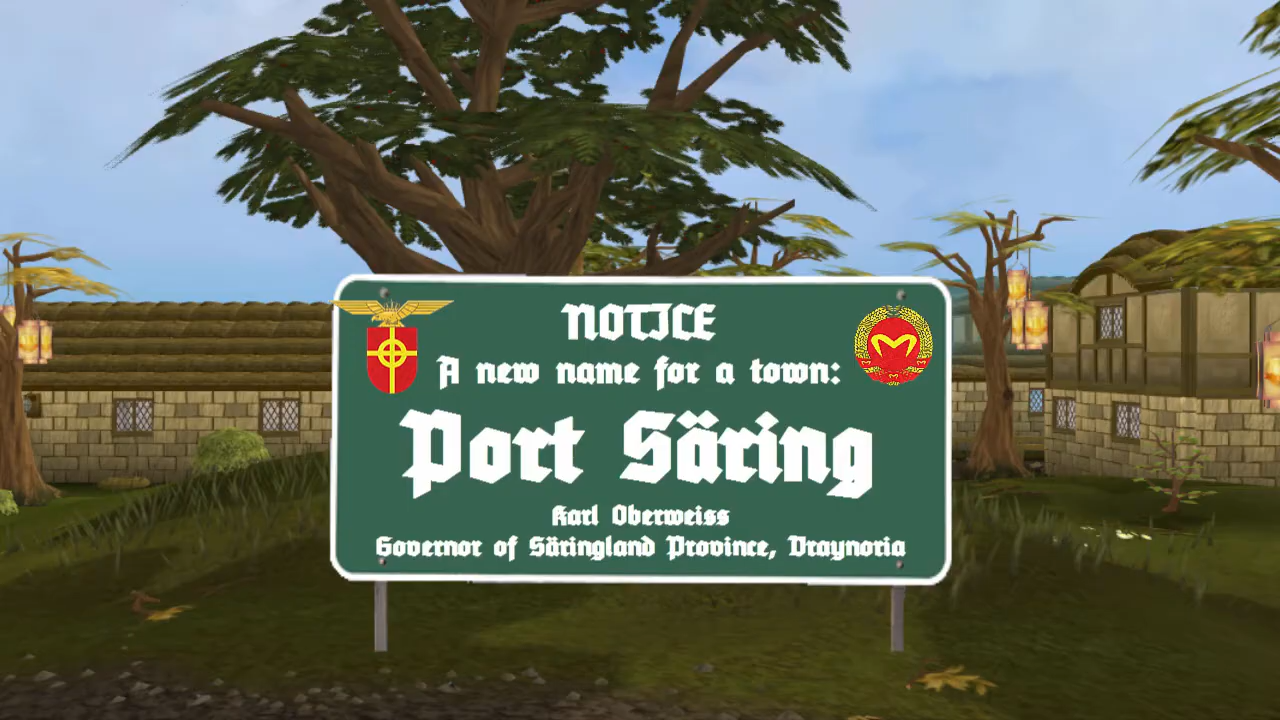 NOTICE
A new name for a town:
Port Säring
Karl Oberweiss
Governor of Säringland Province, Draynoria